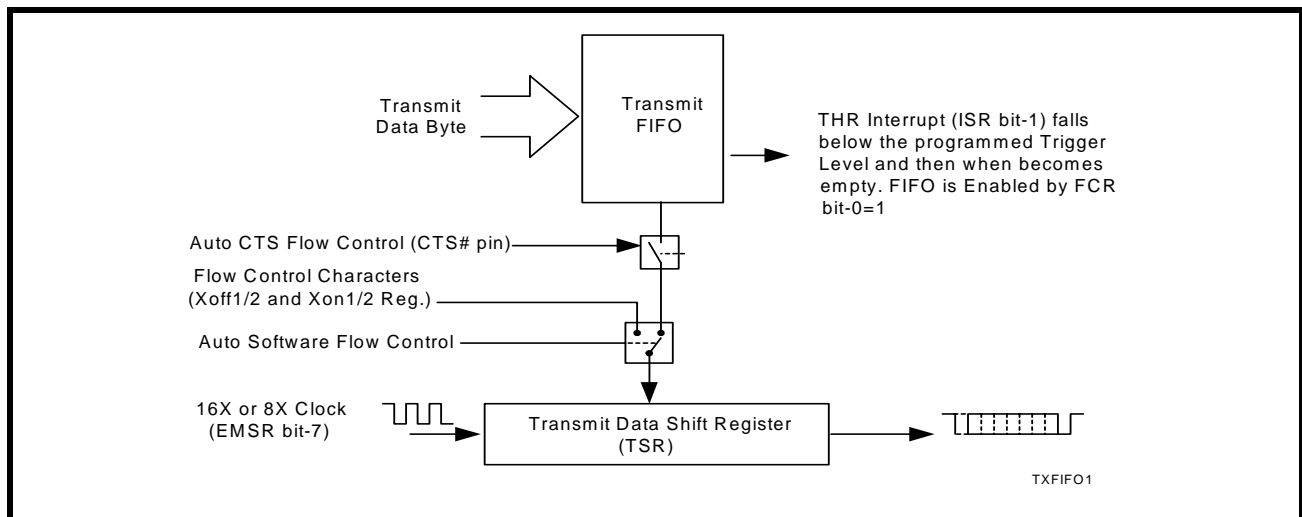 Transmit
Data Byte
Transmit
FIFO
THR Interrupt (ISR bit-1) falls
below the programmed Trigger
Level and then when becomes
empty. FIFO is Enabled by FCR
bit-0=1
Auto CTS Flow Control (CTS# pin)
Flow Control Characters
(Xoff1/2 and Xon1/2 Reg.)
Auto Software Flow Control
16X or 8X Clock
(EMSR bit-7)
Transmit Data Shift Register
(TSR)
TXFIFO1